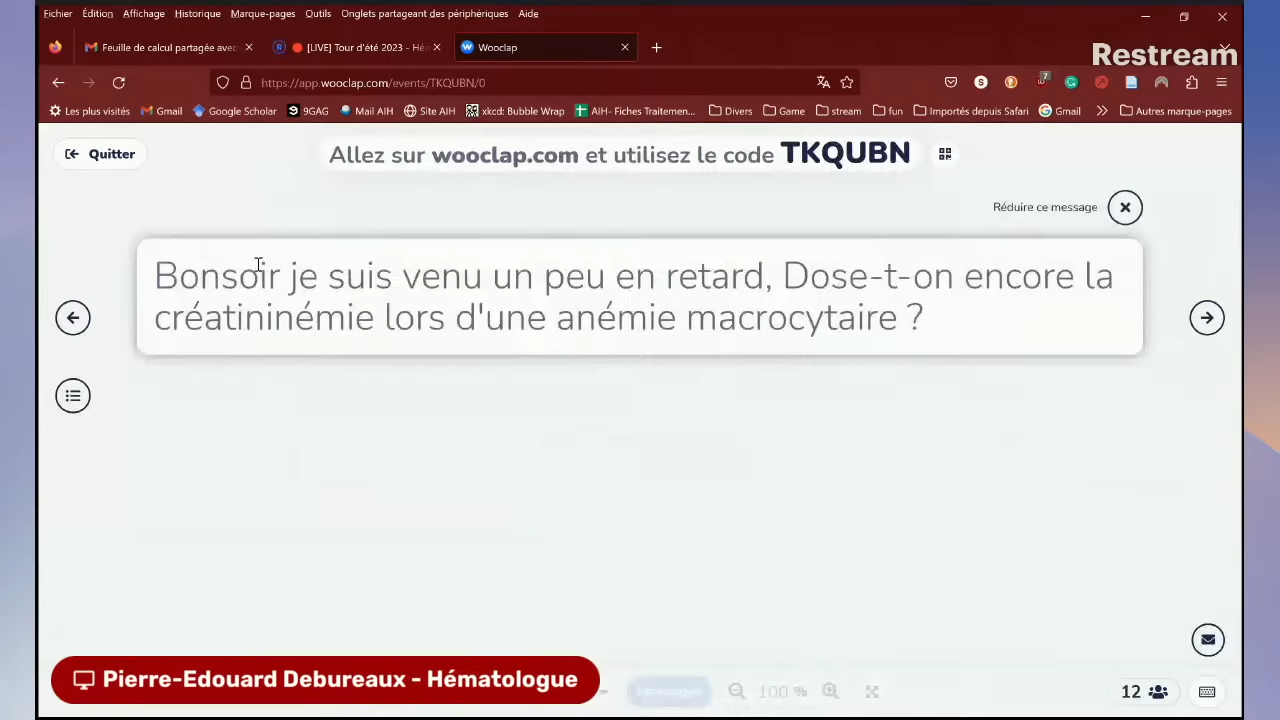 Fichier Édition Affichage Historique Marque-pages Outils Onglets partageant des périphériques Aide
Feuille de calcul partagée avec [LIVE] Tour d'été 2023 - Hé Wooclap
Restream
https://app.wooclap.com/events/TKQUBN/0
Les plus visités Gmail Google Scholar 9GAG Mail AIH Site AIH xkcd: Bubble Wrap AIH- Fiches Traitemen... Divers Game stream fun Importés depuis Safari Gmail Autres marque-pages
Quitter
Allez sur wooclap.com et utilisez le code TKQUBN
Réduire ce message
Bonsoir je suis venu un peu en retard, Dose-t-on encore la
créatininémie lors d'une anémie macrocytaire ?
Pierre-Edouard Debureaux - Hématologue
100 %
12